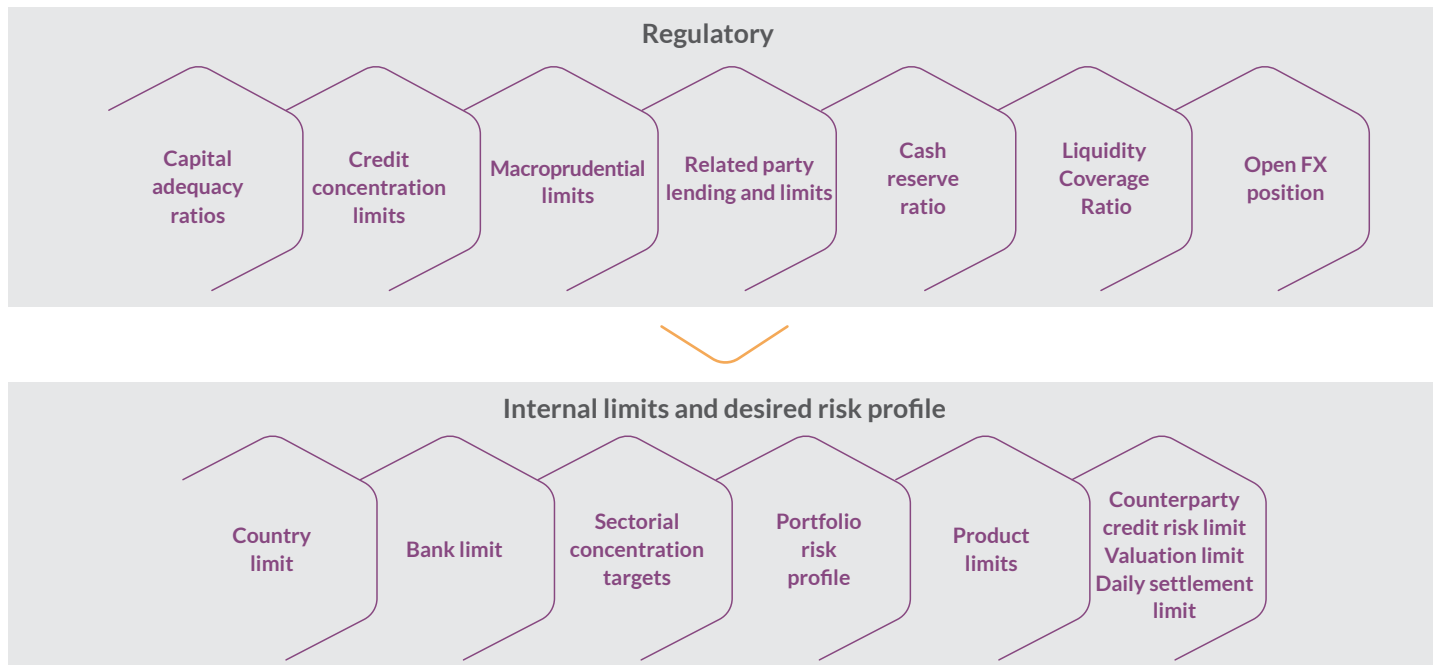 Regulatory
Capital
adequacy
ratios
Credit
concentration
limits
Macroprudential
limits
Related party
lending and limits
Cash
reserve
ratio
Liquidity
Coverage
Ratio
Open FX
position
Internal limits and desired risk profile
Country
limit
Bank limit
Sectorial
concentration
targets
Portfolio
risk
profile
Product
limits
Counterparty
credit risk limit
Valuation limit
Daily settlement
limit